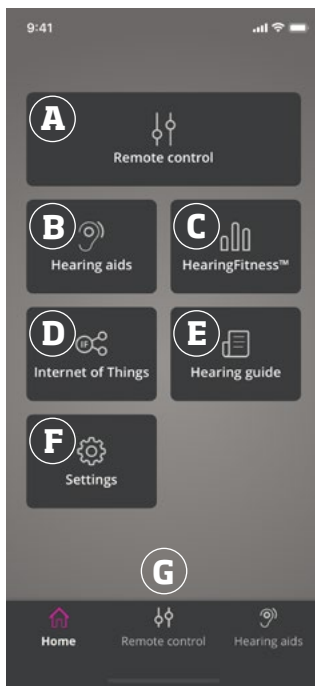 9:41
A
Remote control
B
C
Hearing aids
HearingFitness™
D
E
IF
Internet of Things
Hearing guide
F
Settings
G
Home
Remote control
Hearing aids